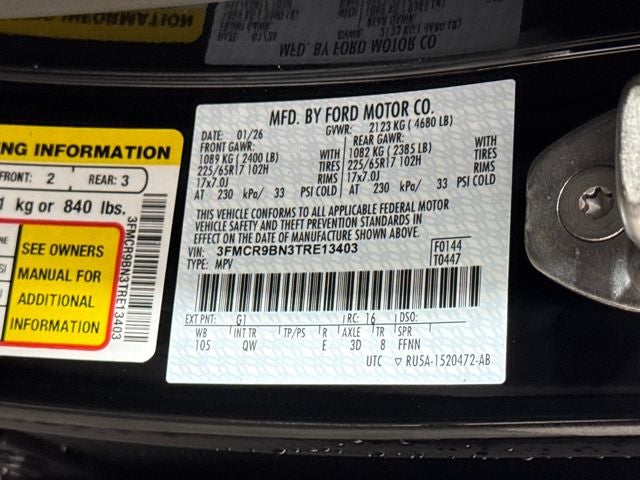 MFD. BY FORD MOTOR CO.
MFD. BY FORD MOTOR CO.
DATE: 01/26 GVWR: 2123 KG ( 4680 LB)
FRONT GAWR: REAR GAWR:
1089 KG ( 2400 LB) WITH 1082 KG ( 2385 LB) WITH
225/65R17 102H TIRES 225/65R17 102H TIRES
17x7.0J RIMS 17x7.0J RIMS
AT 230 kPa/ 33 PSI COLD AT 230 kPa/ 33 PSI COLD
THIS VEHICLE CONFORMS TO ALL APPLICABLE FEDERAL MOTOR
VEHICLE SAFETY AND THEFT PREVENTION STANDARDS IN
EFFECT ON THE DATE OF MANUFACTURE SHOWN ABOVE.
VIN: 3FMCR9BN3TRE13403 F0144
TYPE: MPV T0447
EXT PNT: G1 RC: 16 DSO:
WB INT TR TP/PS R AXLE TR SPR
105 QW E 3D 8 FFNN
UTC ▽ RU5A-1520472-AB
ING INFORMATION
FRONT: 2 REAR: 3
1 kg or 840 lbs.
SEE OWNERS
MANUAL FOR
ADDITIONAL
INFORMATION
3FMCR9BN3TRE13403